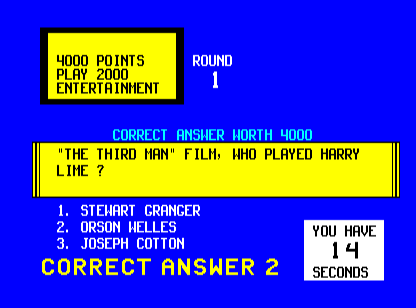 4000 POINTS
PLAY 2000
ENTERTAINMENT
ROUND
1
CORRECT ANSWER WORTH 4000
"THE THIRD MAN" FILM, WHO PLAYED HARRY
LIME ?
1. STEWART GRANGER
2. ORSON WELLES
3. JOSEPH COTTON
CORRECT ANSWER 2
YOU HAVE
14
SECONDS